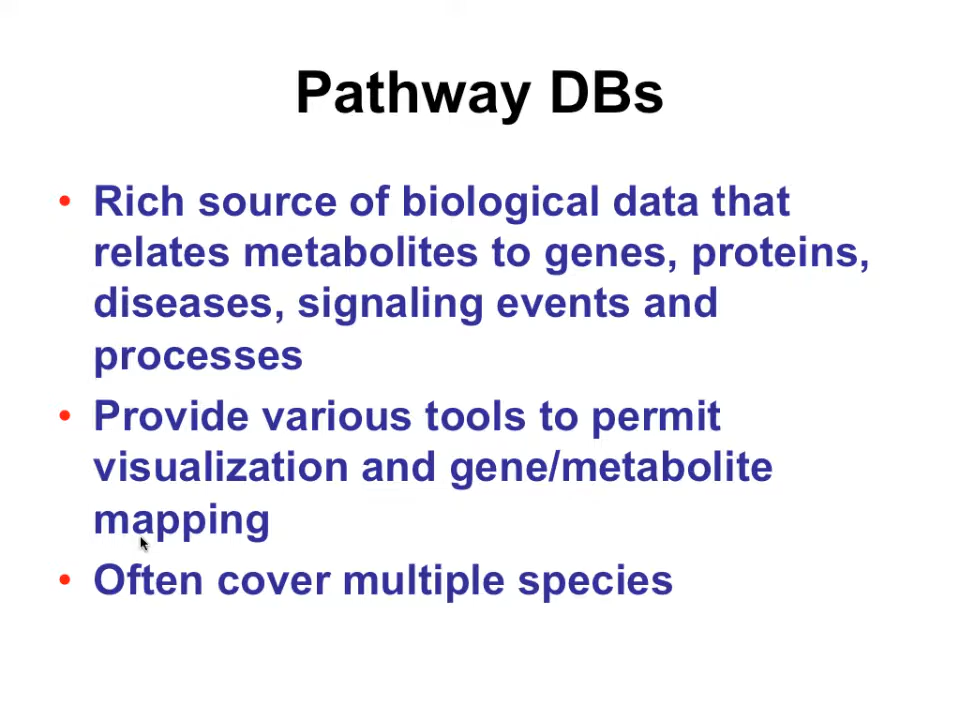 Pathway DBs
• Rich source of biological data that
relates metabolites to genes, proteins,
diseases, signaling events and
processes
• Provide various tools to permit
visualization and gene/metabolite
mapping
• Often cover multiple species